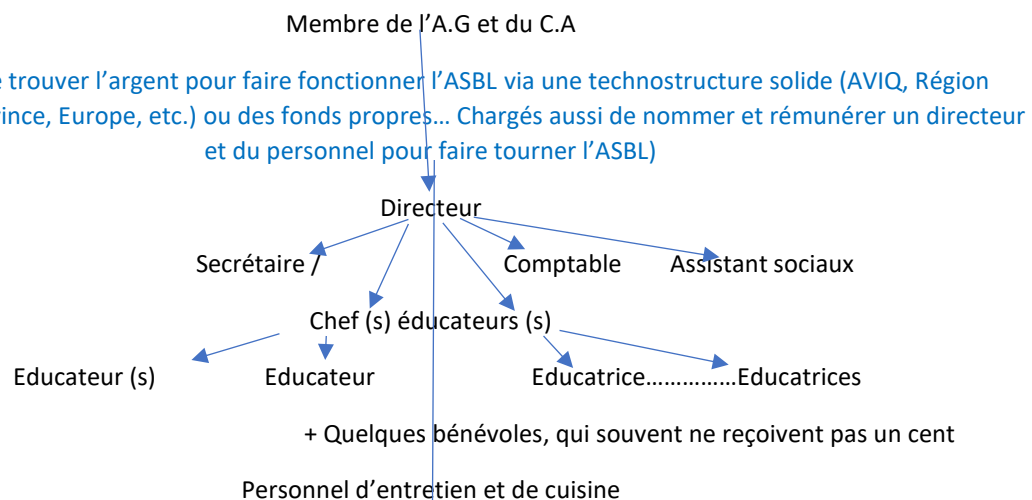 Membre de l’A.G et du C.A
e trouver l’argent pour faire fonctionner l’ASBL via une technostructure solide (AVIQ, Région
ince, Europe, etc.) ou des fonds propres… Chargés aussi de nommer et rémunérer un directeur
et du personnel pour faire tourner l’ASBL)
Directeur
Secrétaire / Comptable Assistant sociaux
Chef (s) éducateurs (s)
Educateur (s) Educateur Educatrice……………Educatrices
+ Quelques bénévoles, qui souvent ne reçoivent pas un cent
Personnel d’entretien et de cuisine